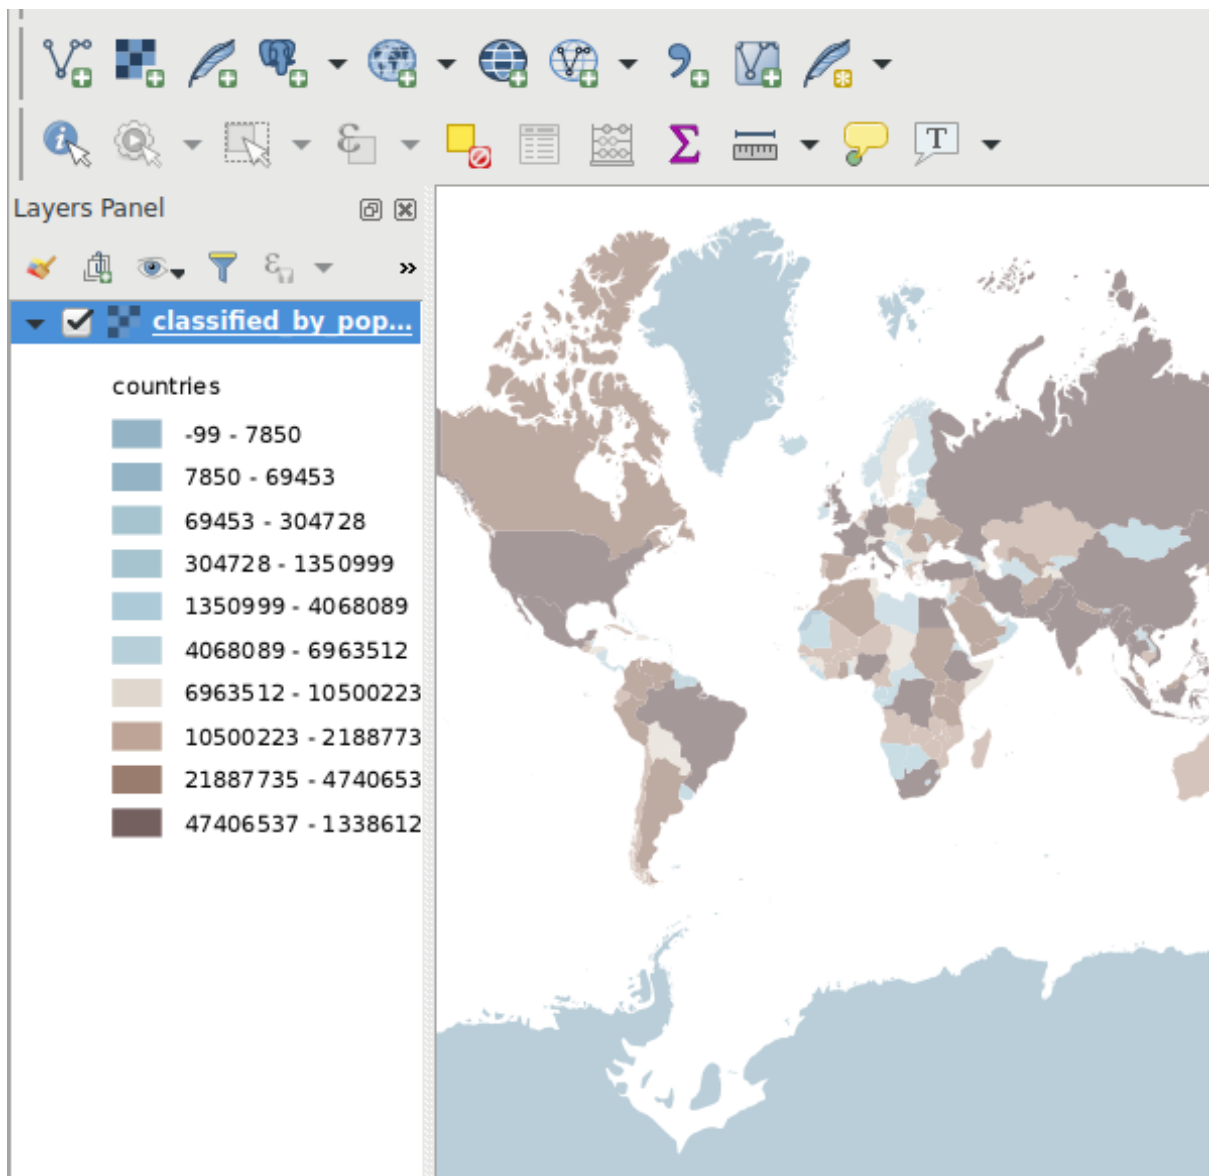 Layers Panel
classified_by_pop...
countries
-99 - 7850
7850 - 69453
69453 - 304728
304728 - 1350999
1350999 - 4068089
4068089 - 6963512
6963512 - 10500223
10500223 - 2188773
21887735 - 4740653
47406537 - 1338612